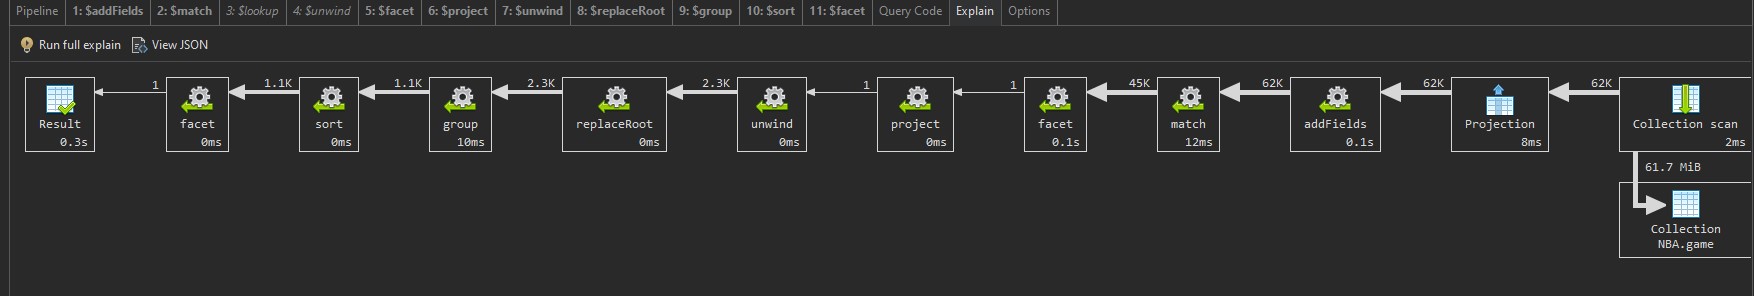 Pipeline 1: $addFields 2: $match 3: $lookup 4: $unwind 5: $facet 6: $project 7: $unwind 8: $replaceRoot 9: $group 10: $sort 11: $facet Query Code Explain Options
Run full explain View JSON
1 1.1K 1.1K 2.3K 2.3K 1 1 45K 62K 62K 62K
Result facet sort group replaceRoot unwind project facet match addFields Projection Collection scan
0.3s 0ms 0ms 10ms 0ms 0ms 0ms 0.1s 12ms 0.1s 8ms 2ms
61.7 MiB
Collection
NBA.game